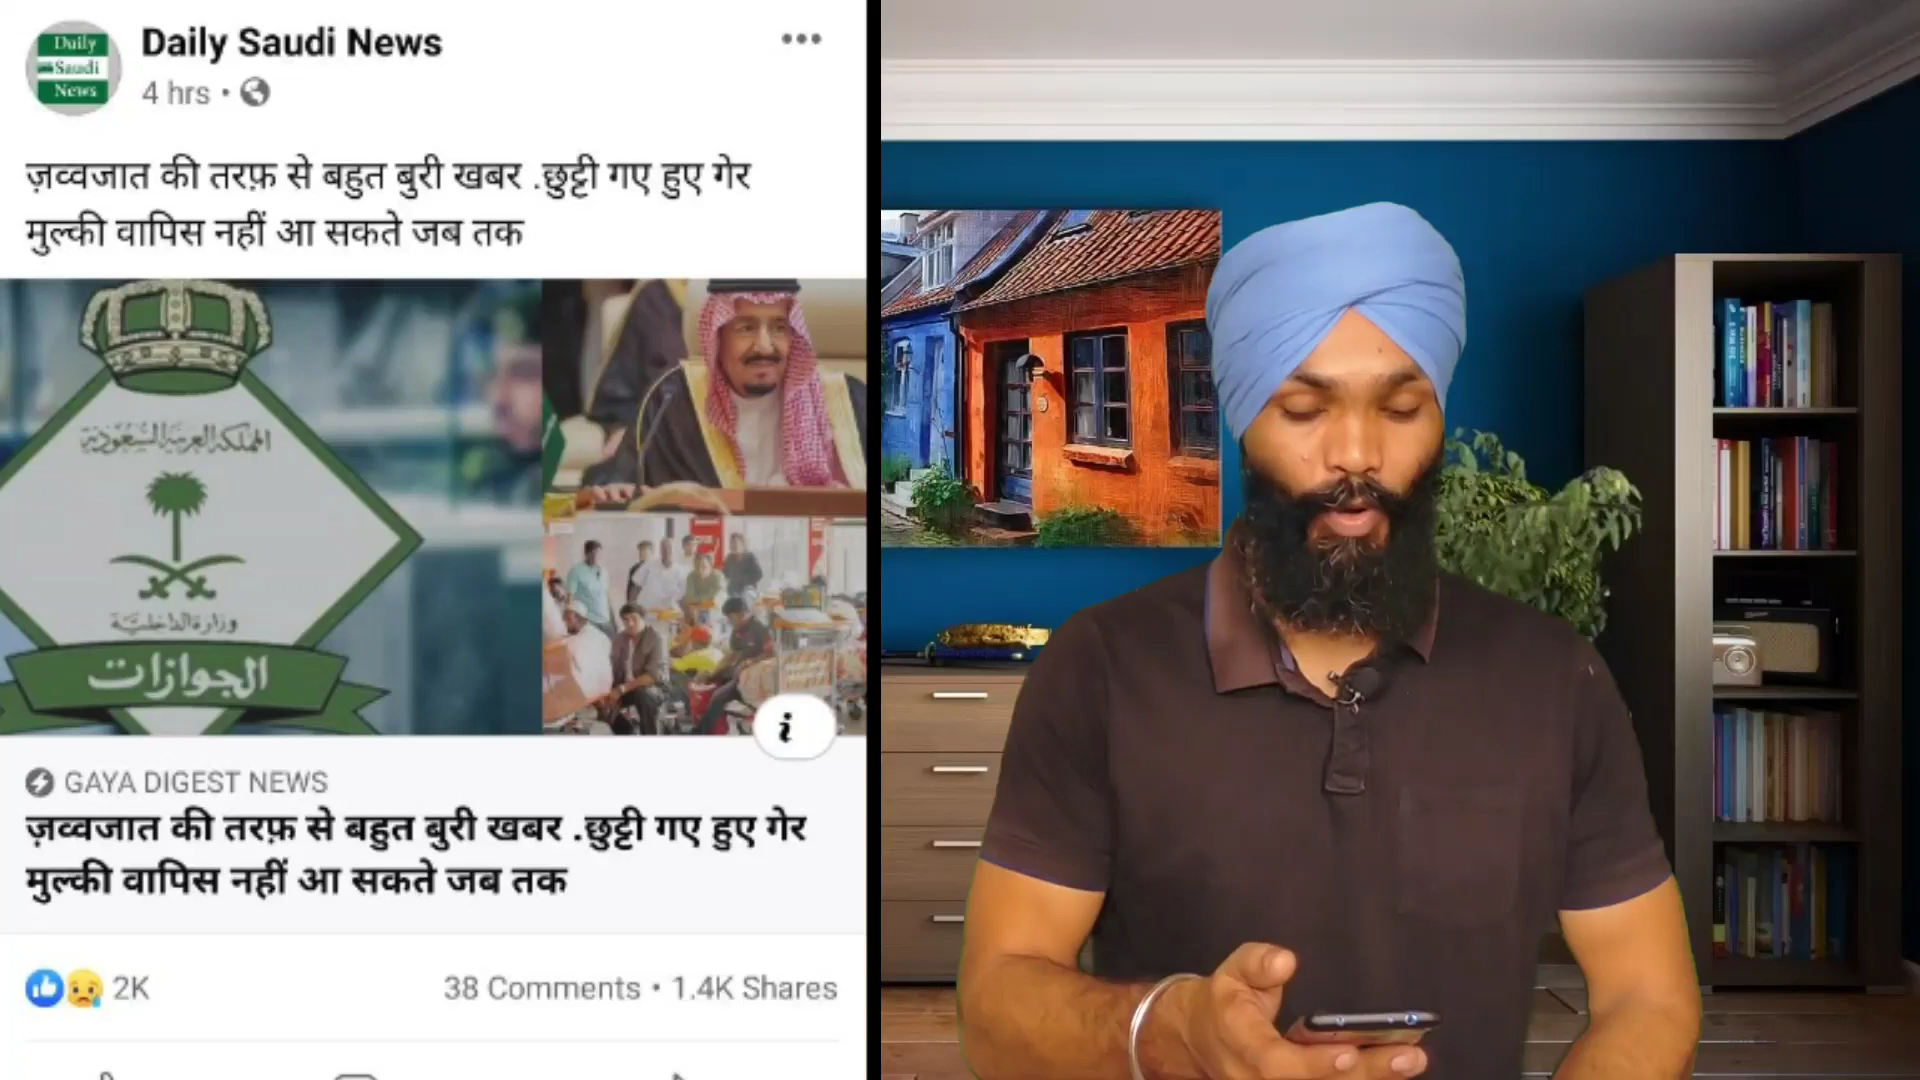 Daily
Saudi
News
Daily Saudi News
4 hrs •
ज़व्वजात की तरफ़ से बहुत बुरी खबर .छुट्टी गए हुए गेर
मुल्की वापिस नहीं आ सकते जब तक
المملكة العربية السعودية
وزارة الداخلية
الجوازات
i
GAYA DIGEST NEWS
ज़व्वजात की तरफ़ से बहुत बुरी खबर .छुट्टी गए हुए गेर
मुल्की वापिस नहीं आ सकते जब तक
2K
38 Comments • 1.4K Shares